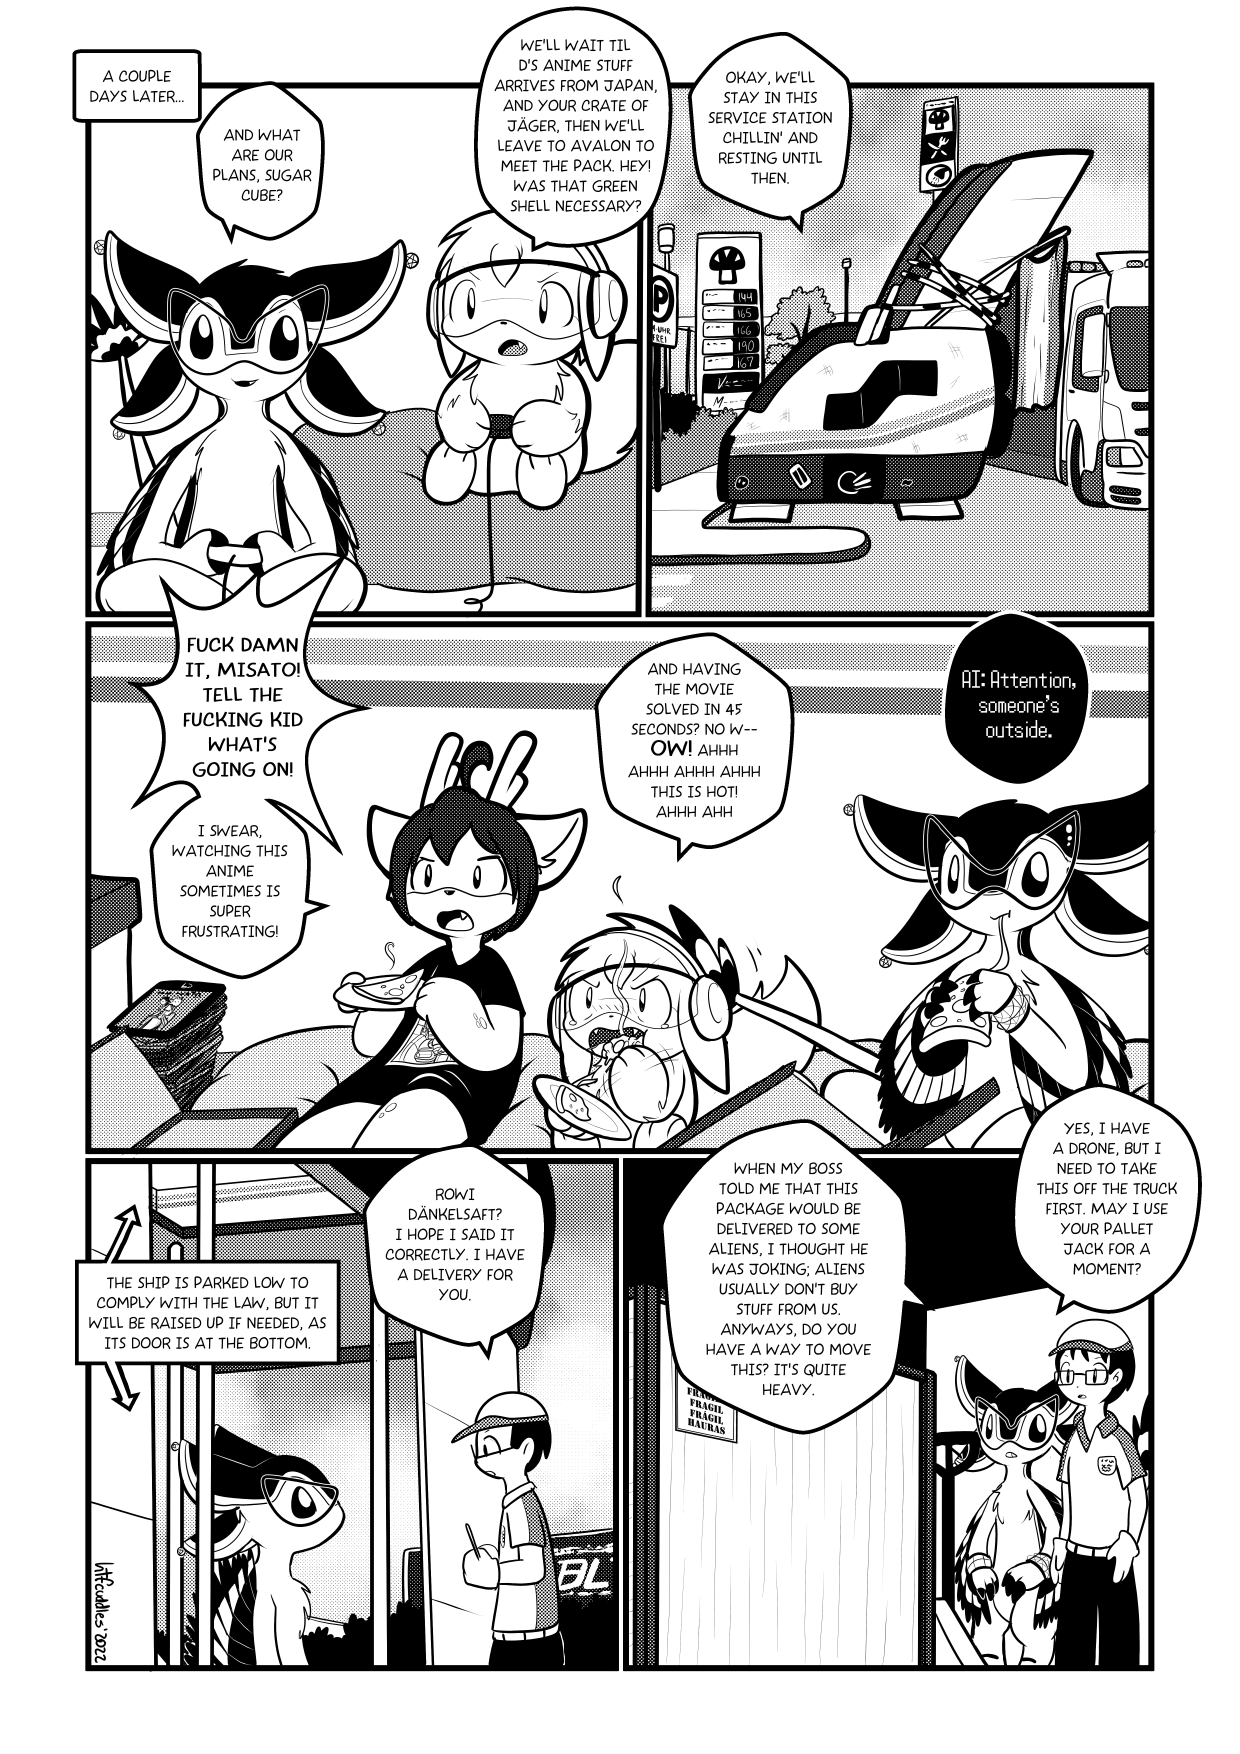 A COUPLE
DAYS LATER...
AND WHAT
ARE OUR
PLANS, SUGAR
CUBE?
WE'LL WAIT TIL
D'S ANIME STUFF
ARRIVES FROM JAPAN,
AND YOUR CRATE OF
JÄGER, THEN WE'LL
LEAVE TO AVALON TO
MEET THE PACK. HEY!
WAS THAT GREEN
SHELL NECESSARY?
OKAY, WE'LL
STAY IN THIS
SERVICE STATION
CHILLIN' AND
RESTING UNTIL
THEN.
P
FREI
144
165
166
190
167
FUCK DAMN
IT, MISATO!
TELL THE
FUCKING KID
WHAT'S
GOING ON!
I SWEAR,
WATCHING THIS
ANIME
SOMETIMES IS
SUPER
FRUSTRATING!
AND HAVING
THE MOVIE
SOLVED IN 45
SECONDS? NO W--
OW! AHHH
AHHH AHHH AHHH
THIS IS HOT!
AHHH AHH
AI: Attention,
someone's
outside.
THE SHIP IS PARKED LOW TO
COMPLY WITH THE LAW, BUT IT
WILL BE RAISED UP IF NEEDED, AS
ITS DOOR IS AT THE BOTTOM.
ROWI
DÄNKELSAFT?
I HOPE I SAID IT
CORRECTLY. I HAVE
A DELIVERY FOR
YOU.
BL
WHEN MY BOSS
TOLD ME THAT THIS
PACKAGE WOULD BE
DELIVERED TO SOME
ALIENS, I THOUGHT HE
WAS JOKING; ALIENS
USUALLY DON'T BUY
STUFF FROM US.
ANYWAYS, DO YOU
HAVE A WAY TO MOVE
THIS? IT'S QUITE
HEAVY.
FRAGIL
FRÁGIL
HAURAS
YES, I HAVE
A DRONE, BUT I
NEED TO TAKE
THIS OFF THE TRUCK
FIRST. MAY I USE
YOUR PALLET
JACK FOR A
MOMENT?
htfcuddles '2022